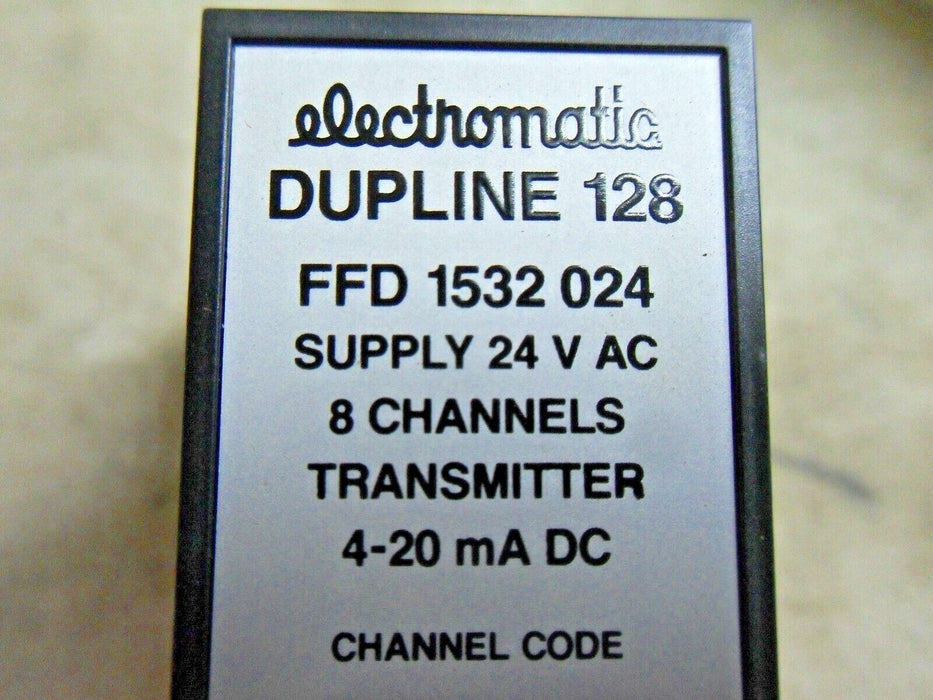 electromatic
DUPLINE 128
FFD 1532 024
SUPPLY 24 V AC
8 CHANNELS
TRANSMITTER
4-20 mA DC
CHANNEL CODE